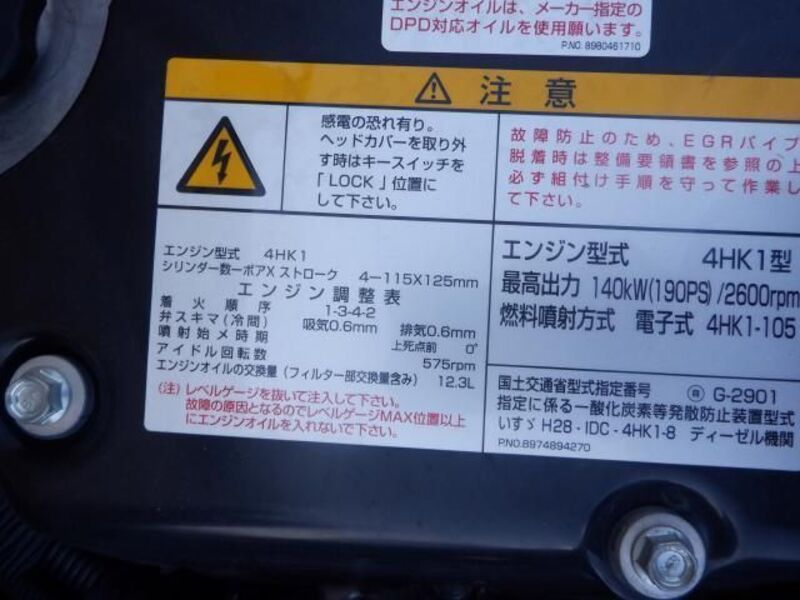 エンジンオイルは、メーカー指定の
DPD対応オイルを使用願います。
P.NO. 8980461710
注意
感電の恐れ有り。
ヘッドカバーを取り外
す時はキースイッチを
「LOCK」位置に
して下さい。
故障防止のため、EGRパイプ
脱着時は整備要領書を参照の上
必ず組付け手順を守って作業し
て下さい。
エンジン型式 4HK1
シリンダー数ーボアX ストローク 4ー115X125mm
エンジン調整表
着火順序 1-3-4-2
弁スキマ(冷間) 吸気0.6mm 排気0.6mm
噴射始メ時期 上死点前 0°
アイドル回転数 575rpm
エンジンオイルの交換量(フィルター部交換量含み) 12.3L
(注) レベルゲージを抜いて注入して下さい。
故障の原因となるのでレベルゲージMAX位置以上
にエンジンオイルを入れないで下さい。
エンジン型式 4HK1型
最高出力 140kW(190PS)/2600rpm
燃料噴射方式 電子式 4HK1-105
国土交通省型式指定番号 G-2901
指定に係る一酸化炭素等発散防止装置型式
いすゞ H28-IDC-4HK1-8 ディーゼル機関
P.NO.8974894270